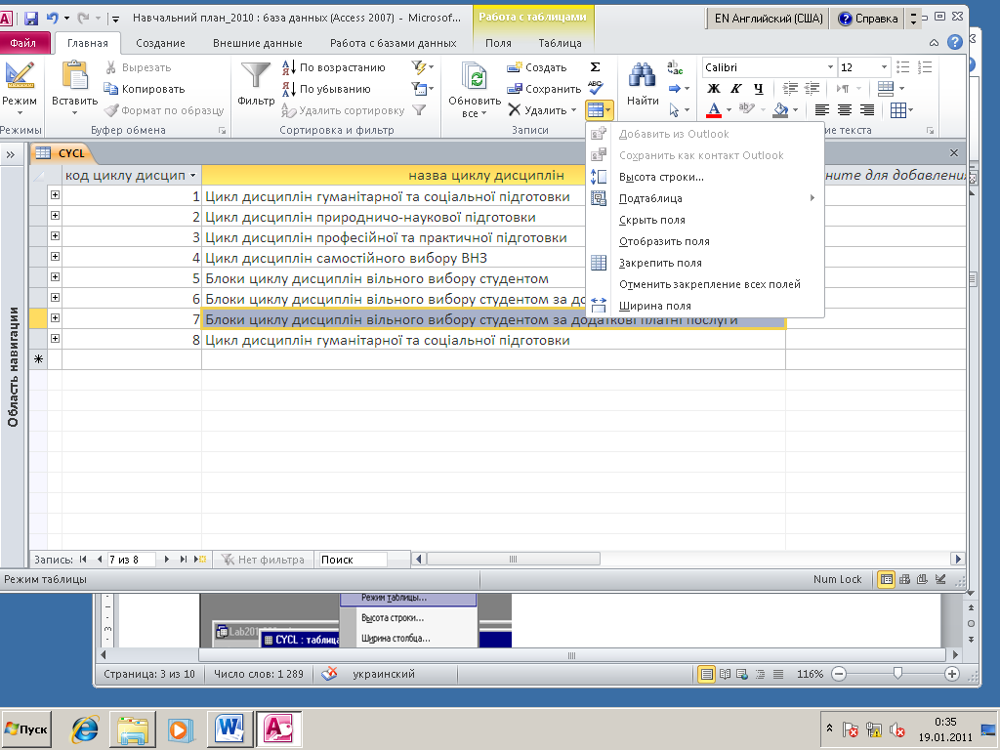 Навчальний план_2010 : база данных (Access 2007) - Microsof...
Работа с таблицами
EN Английский (США)
Справка
Файл
Главная
Создание
Внешние данные
Работа с базами данных
Поля
Таблица
Режим
Вставить
Вырезать
Копировать
Формат по образцу
Фильтр
По возрастанию
По убыванию
Удалить сортировку
Обновить все
Создать
Сохранить
Удалить
Найти
Calibri
12
Ж К Ч
Режимы
Буфер обмена
Сортировка и фильтр
Записи
ие текста
Добавить из Outlook
Сохранить как контакт Outlook
Высота строки...
Подтаблица
Скрыть поля
Отобразить поля
Закрепить поля
Отменить закрепление всех полей
Ширина поля
CYCL
код циклу дисцип
назва циклу дисциплін
ните для добавления
1 Цикл дисциплін гуманітарної та соціальної підготовки
2 Цикл дисциплін природничо-наукової підготовки
3 Цикл дисциплін професійної та практичної підготовки
4 Цикл дисциплін самостійного вибору ВНЗ
5 Блоки циклу дисциплін вільного вибору студентом
6 Блоки циклу дисциплін вільного вибору студентом за до
7 Блоки циклу дисциплін вільного вибору студентом за додаткові платні послуги
8 Цикл дисциплін гуманітарної та соціальної підготовки
Область навигации
Запись:
7 из 8
Нет фильтра
Поиск
Режим таблицы
Num Lock
Режим Таблицы...
Высота строки...
Ширина столбца...
Lab201
CYCL : таблица
Страница: 3 из 10
Число слов: 1 289
украинский
116%
Пуск
0:35
19.01.2011